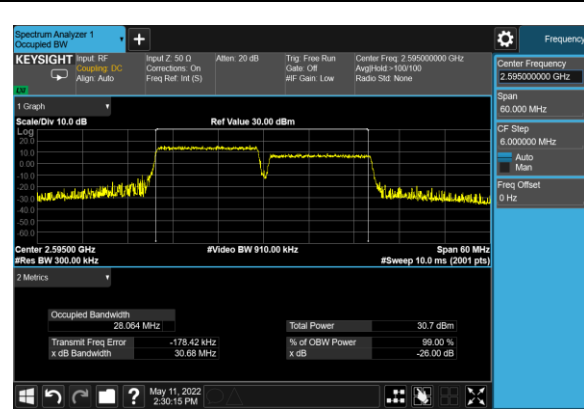 Spectrum Analyzer 1
Occupied BW
+
Frequency
KEYSIGHT
Input: RF
Coupling: DC
Align: Auto
Input Z: 50 Ω
Corrections: On
Freq Ref: Int (S)
Atten: 20 dB
Trig: Free Run
Gate: Off
#IF Gain: Low
Center Freq: 2.595000000 GHz
Avg|Hold:>100/100
Radio Std: None
Center Frequency
2.595000000 GHz
Span
60.000 MHz
CF Step
6.000000 MHz
Auto
Man
Freq Offset
0 Hz
1 Graph
Scale/Div 10.0 dB
Ref Value 30.00 dBm
Log
20.0
10.0
0.00
-10.0
-20.0
-30.0
-40.0
-50.0
-60.0
Center 2.59500 GHz
#Video BW 910.00 kHz
Span 60 MHz
#Res BW 300.00 kHz
#Sweep 10.0 ms (2001 pts)
2 Metrics
Occupied Bandwidth
28.064 MHz
Total Power
30.7 dBm
Transmit Freq Error
-178.42 kHz
% of OBW Power
99.00 %
x dB Bandwidth
30.68 MHz
x dB
-26.00 dB
?
May 11, 2022
2:30:15 PM